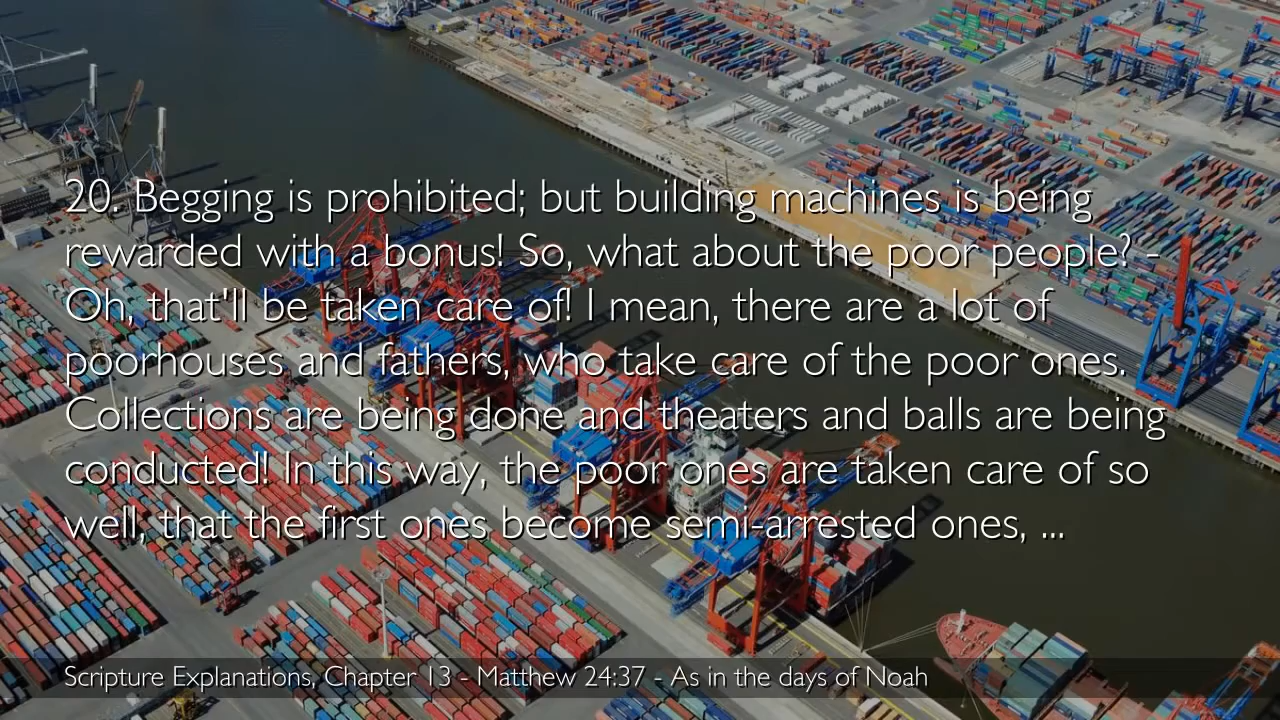 20. Begging is prohibited; but building machines is being
rewarded with a bonus! So, what about the poor people? -
Oh, that'll be taken care of! I mean, there are a lot of
poorhouses and fathers, who take care of the poor ones.
Collections are being done and theaters and balls are being
conducted! In this way, the poor ones are taken care of so
well, that the first ones become semi-arrested ones, ...
Scripture Explanations, Chapter 13 - Matthew 24:37 - As in the days of Noah